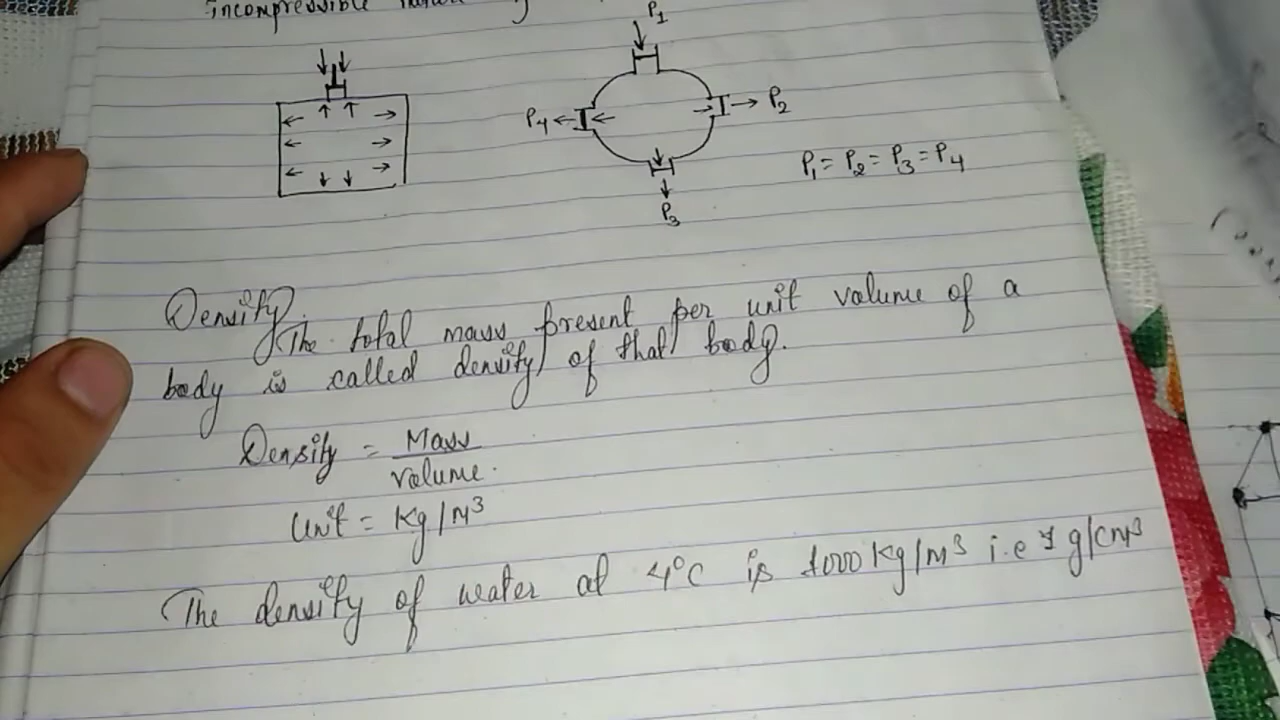 incompressible
P1
P4 P2
P1 = P2 = P3 = P4
P3
Density.
The total mass present per unit volume of a
body is called density of that body.
Density = Mass
volume.
Unit = Kg/M³
The density of water at 4°C is 1000 Kg/M³ i.e 1 g/cm³